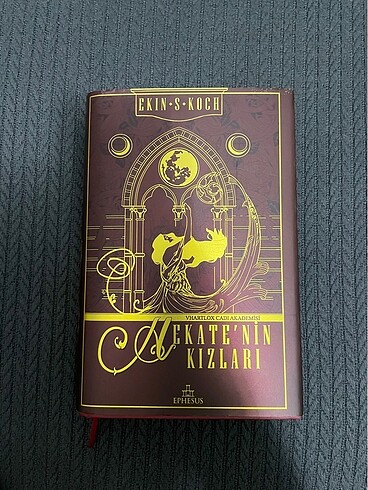 EKIN•S•KOCH
VHARTLOX CADI AKADEMİSİ
HEKATE'NİN
KIZLARI
EPHESUS